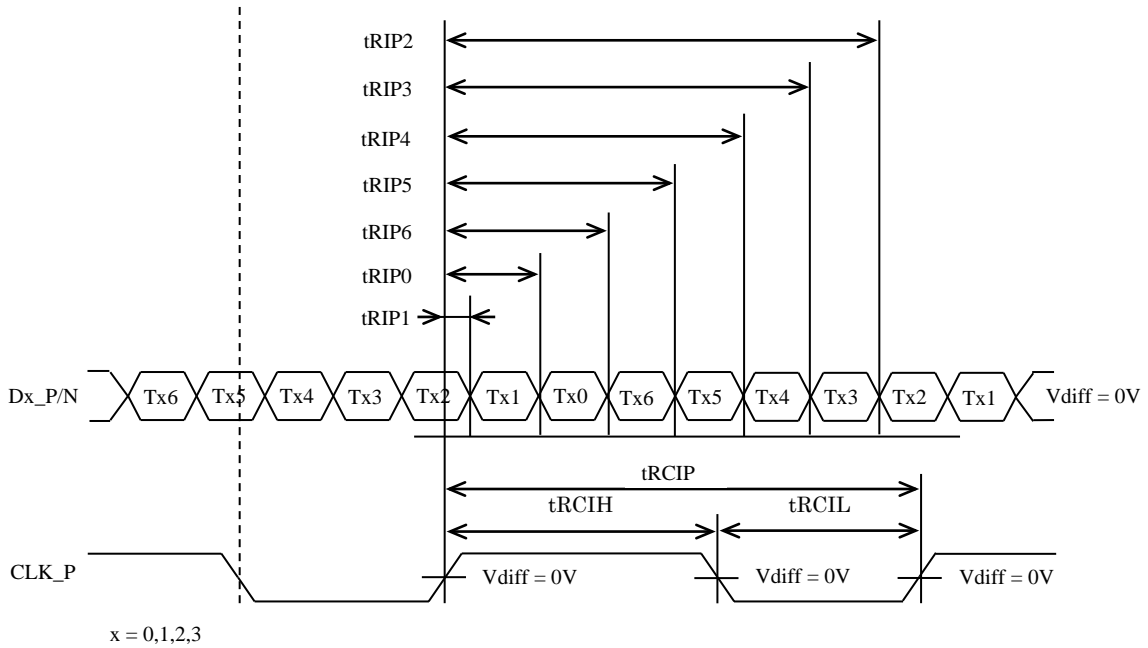 tRIP2
tRIP3
tRIP4
tRIP5
tRIP6
tRIP0
tRIP1
Dx_P/N Tx6 Tx5 Tx4 Tx3 Tx2 Tx1 Tx0 Tx6 Tx5 Tx4 Tx3 Tx2 Tx1 Vdiff = 0V
tRCIP
tRCIH tRCIL
CLK_P Vdiff = 0V Vdiff = 0V Vdiff = 0V
x = 0,1,2,3